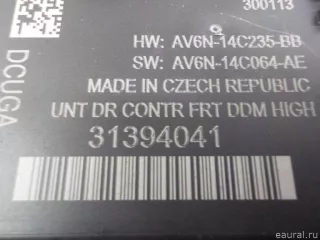 300113
HW: AV6N-14C235-BB
SW: AV6N-14C064-AE
MADE IN CZECH REPUBLIC
UNT DR CONTR FRT DDM HIGH
31394041
DCUGA
eaural.ru